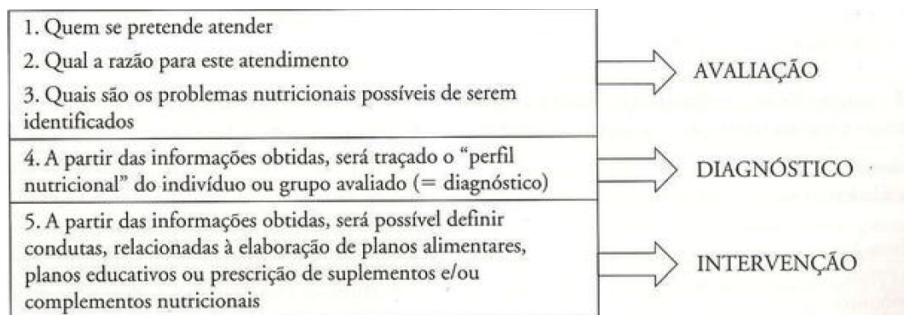 1. Quem se pretende atender
2. Qual a razão para este atendimento
3. Quais são os problemas nutricionais possíveis de serem
identificados
AVALIAÇÃO
4. A partir das informações obtidas, será traçado o “perfil
nutricional” do indivíduo ou grupo avaliado (= diagnóstico)
DIAGNÓSTICO
5. A partir das informações obtidas, será possível definir
condutas, relacionadas à elaboração de planos alimentares,
planos educativos ou prescrição de suplementos e/ou
complementos nutricionais
INTERVENÇÃO